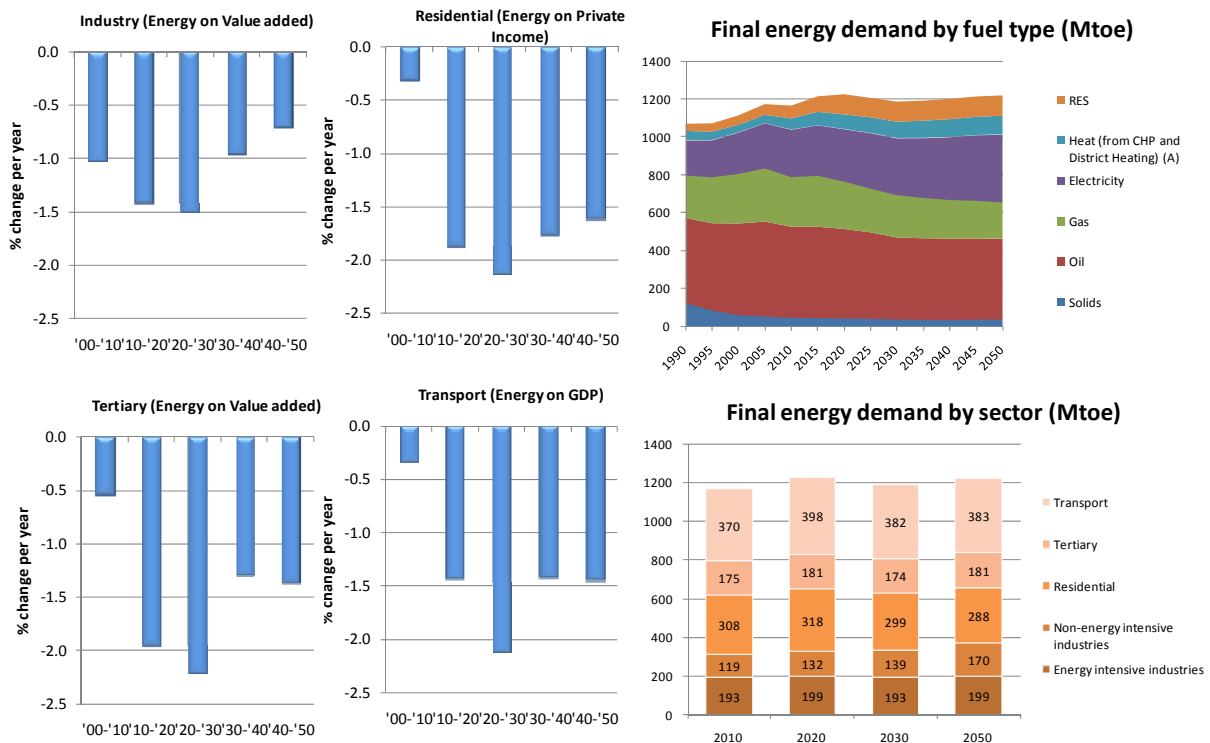 Industry (Energy on Value added)
0.0
-0.5
-1.0
-1.5
-2.0
-2.5
% change per year
'00-'10'10-'20'20-'30'30-'40'40-'50
Residential (Energy on Private
Income)
0.0
-0.5
-1.0
-1.5
-2.0
-2.5
% change per year
'00-'10'10-'20'20-'30'30-'40'40-'50
Final energy demand by fuel type (Mtoe)
1400
1200
1000
800
600
400
200
0
1990
1995
2000
2005
2010
2015
2020
2025
2030
2035
2040
2045
2050
RES
Heat (from CHP and
District Heating) (A)
Electricity
Gas
Oil
Solids
Tertiary (Energy on Value added)
0.0
-0.5
-1.0
-1.5
-2.0
-2.5
% change per year
'00-'10'10-'20'20-'30'30-'40'40-'50
Transport (Energy on GDP)
0.0
-0.5
-1.0
-1.5
-2.0
-2.5
% change per year
'00-'10'10-'20'20-'30'30-'40'40-'50
Final energy demand by sector (Mtoe)
1400
1200
1000
800
600
400
200
0
370 398 382 383
175 181 174 181
308 318 299 288
119 132 139 170
193 199 193 199
2010 2020 2030 2050
Transport
Tertiary
Residential
Non-energy intensive
industries
Energy intensive industries